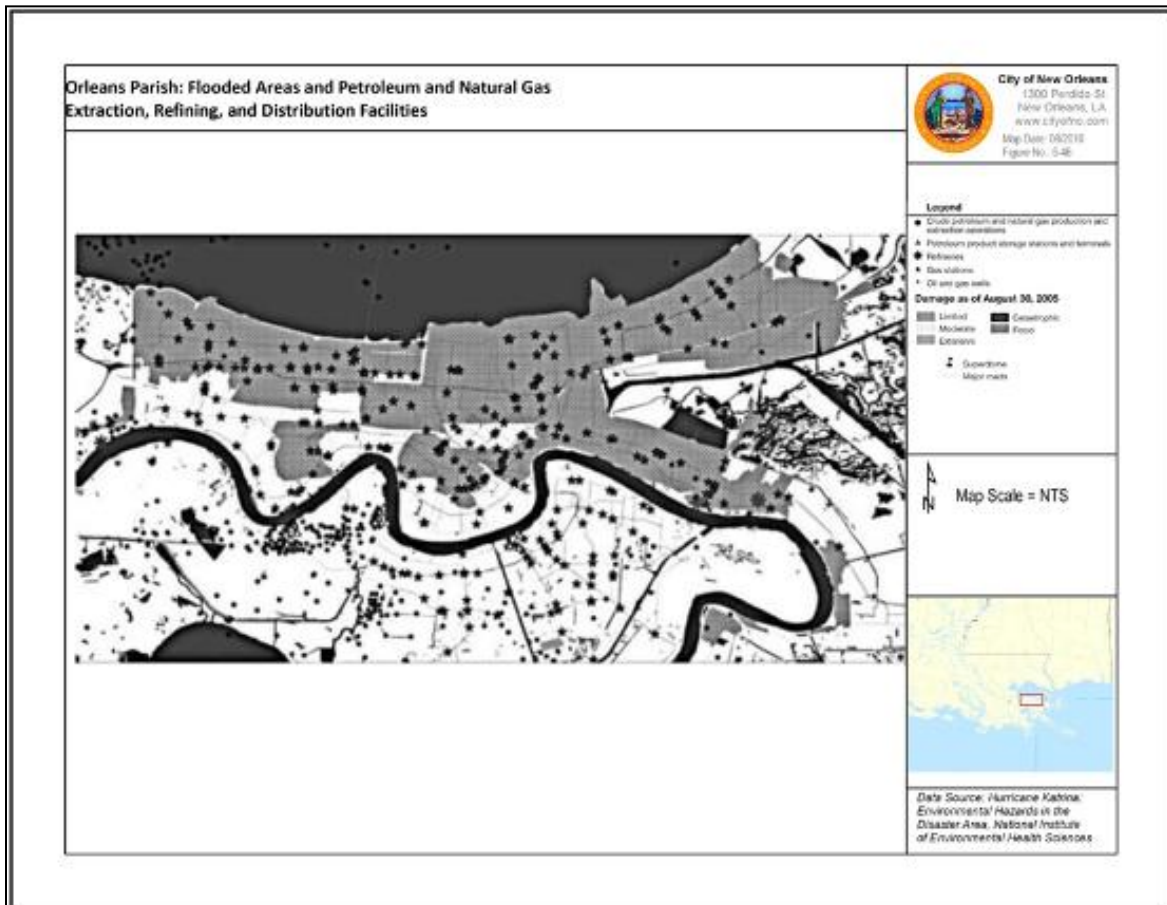 Orleans Parish: Flooded Areas and Petroleum and Natural Gas
Extraction, Refining, and Distribution Facilities
City of New Orleans
1300 Perdido St
New Orleans, LA
www.cityofno.com
Map Date:
Figure No.:
Legend
Crude petroleum and natural gas production and
extraction operations
Petroleum product storage stations and terminals
Refineries
Gas stations
Oil and gas wells
Damage as of August 30, 2005
Limited
Catastrophic
Moderate
Flood
Extensive
Superdome
Major roads
N
Map Scale = NTS
Data Source: Hurricane Katrina:
Environmental Hazards in the
Disaster Area, National Institute
of Environmental Health Sciences